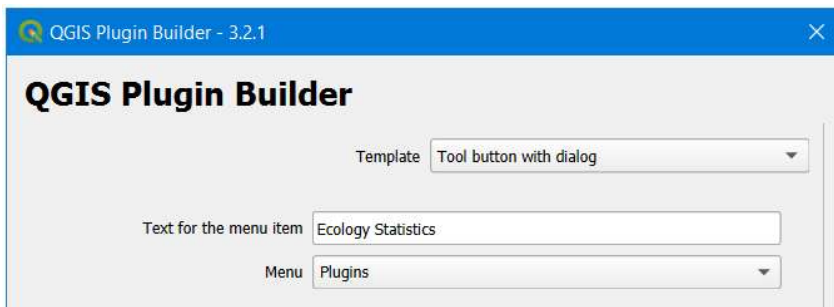 QGIS Plugin Builder - 3.2.1
QGIS Plugin Builder
Template Tool button with dialog
Text for the menu item Ecology Statistics
Menu Plugins